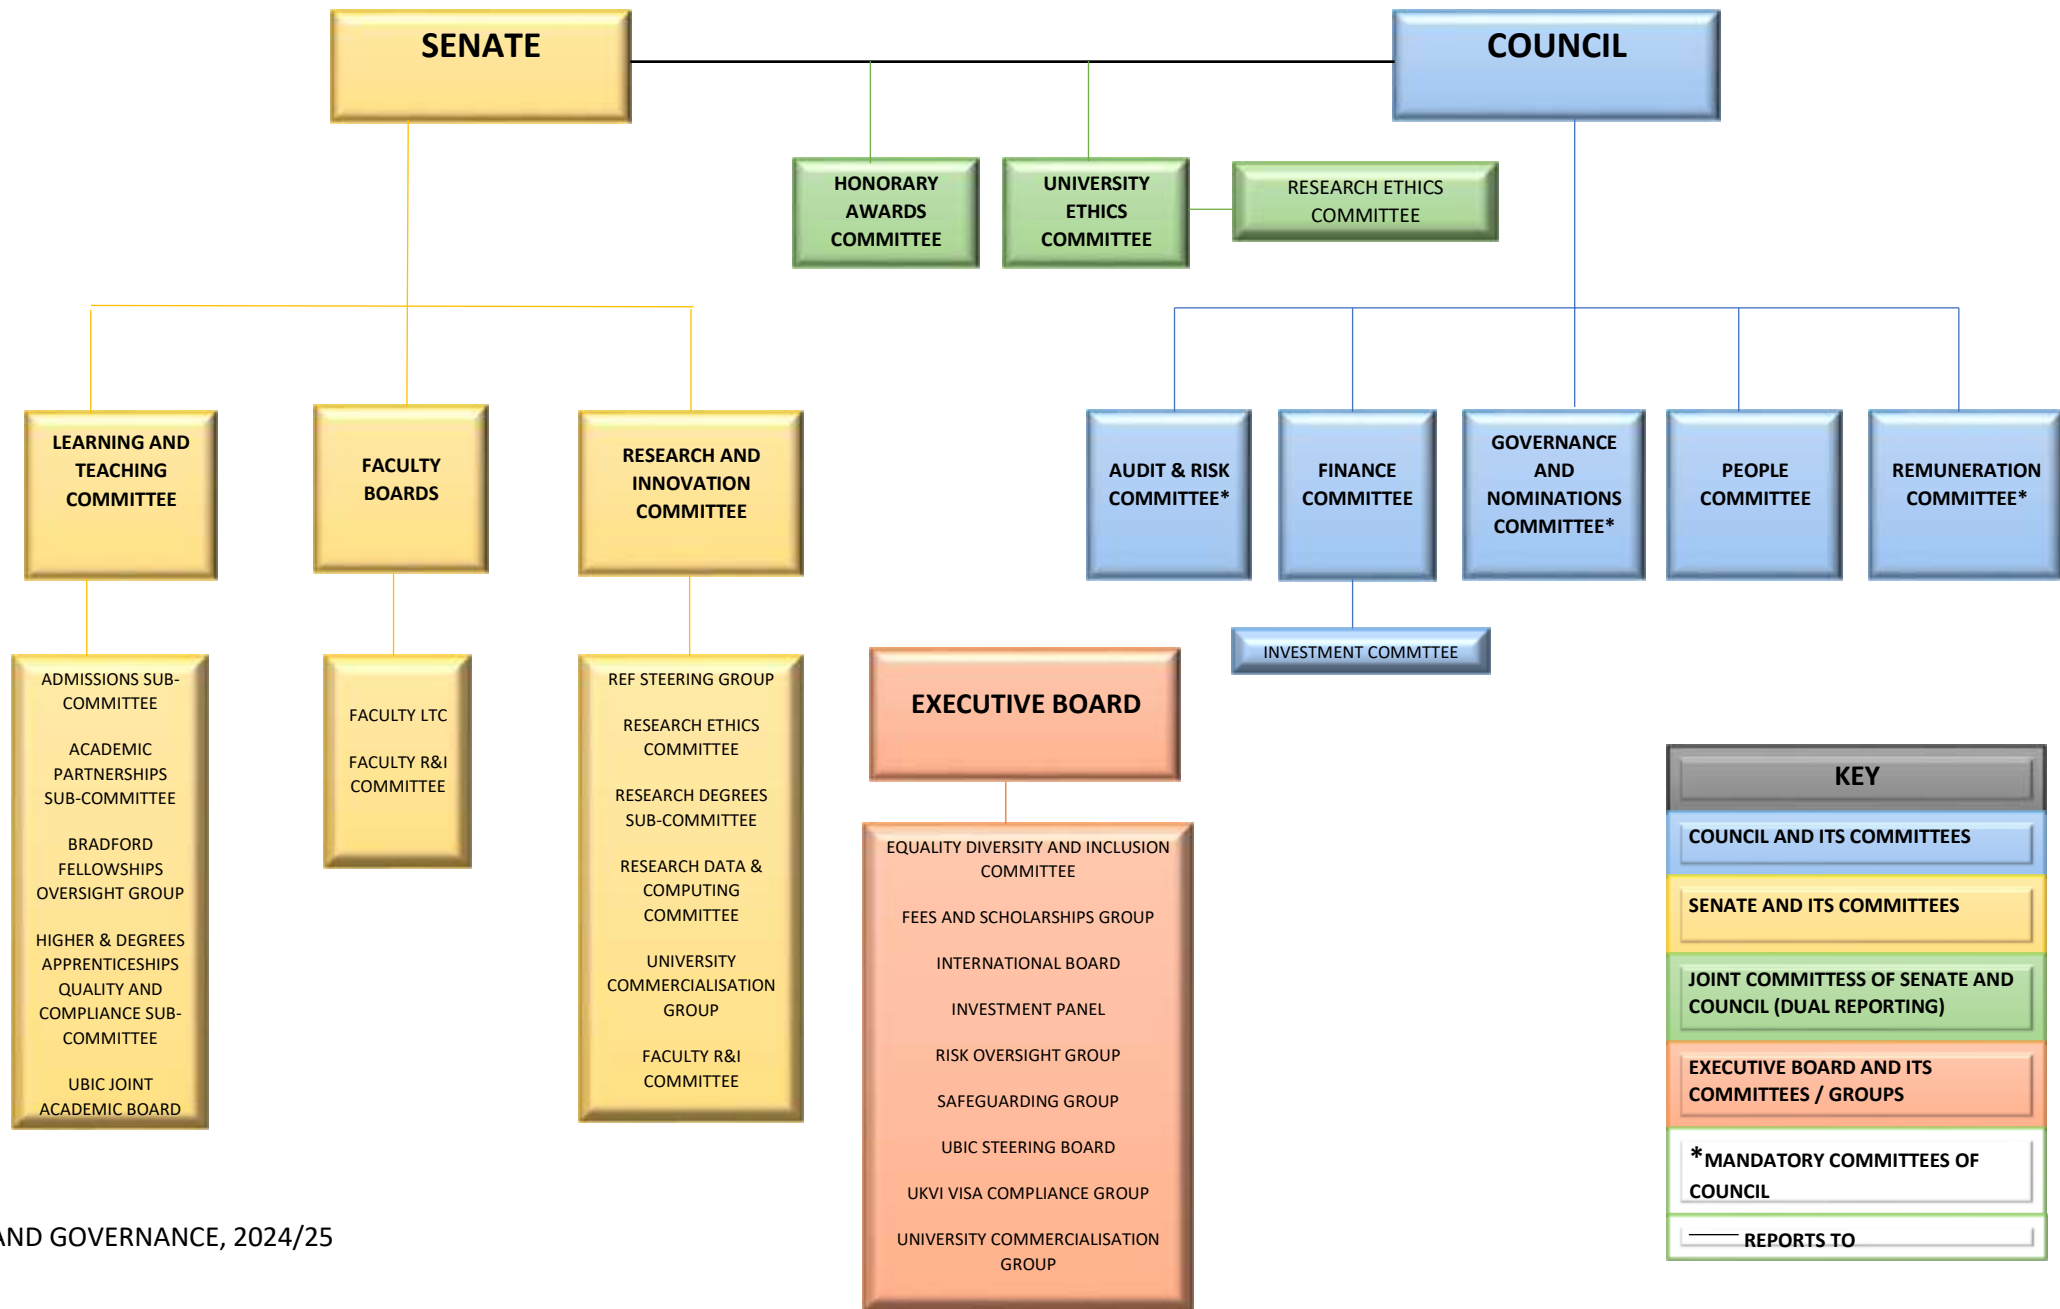 SENATE
COUNCIL
HONORARY
AWARDS
COMMITTEE
UNIVERSITY
ETHICS
COMMITTEE
RESEARCH ETHICS
COMMITTEE
LEARNING AND
TEACHING
COMMITTEE
FACULTY
BOARDS
RESEARCH AND
INNOVATION
COMMITTEE
AUDIT & RISK
COMMITTEE*
FINANCE
COMMITTEE
GOVERNANCE
AND
NOMINATIONS
COMMITTEE*
PEOPLE
COMMITTEE
REMUNERATION
COMMITTEE*
INVESTMENT COMMTTEE
ADMISSIONS SUB-
COMMITTEE
ACADEMIC
PARTNERSHIPS
SUB-COMMITTEE
BRADFORD
FELLOWSHIPS
OVERSIGHT GROUP
HIGHER & DEGREES
APPRENTICESHIPS
QUALITY AND
COMPLIANCE SUB-
COMMITTEE
UBIC JOINT
ACADEMIC BOARD
FACULTY LTC
FACULTY R&I
COMMITTEE
REF STEERING GROUP
RESEARCH ETHICS
COMMITTEE
RESEARCH DEGREES
SUB-COMMITTEE
RESEARCH DATA &
COMPUTING
COMMITTEE
UNIVERSITY
COMMERCIALISATION
GROUP
FACULTY R&I
COMMITTEE
EXECUTIVE BOARD
EQUALITY DIVERSITY AND INCLUSION
COMMITTEE
FEES AND SCHOLARSHIPS GROUP
INTERNATIONAL BOARD
INVESTMENT PANEL
RISK OVERSIGHT GROUP
SAFEGUARDING GROUP
UBIC STEERING BOARD
UKVI VISA COMPLIANCE GROUP
UNIVERSITY COMMERCIALISATION
GROUP
KEY
COUNCIL AND ITS COMMITTEES
SENATE AND ITS COMMITTEES
JOINT COMMITTESS OF SENATE AND
COUNCIL (DUAL REPORTING)
EXECUTIVE BOARD AND ITS
COMMITTEES / GROUPS
*MANDATORY COMMITTEES OF
COUNCIL
REPORTS TO
AND GOVERNANCE, 2024/25